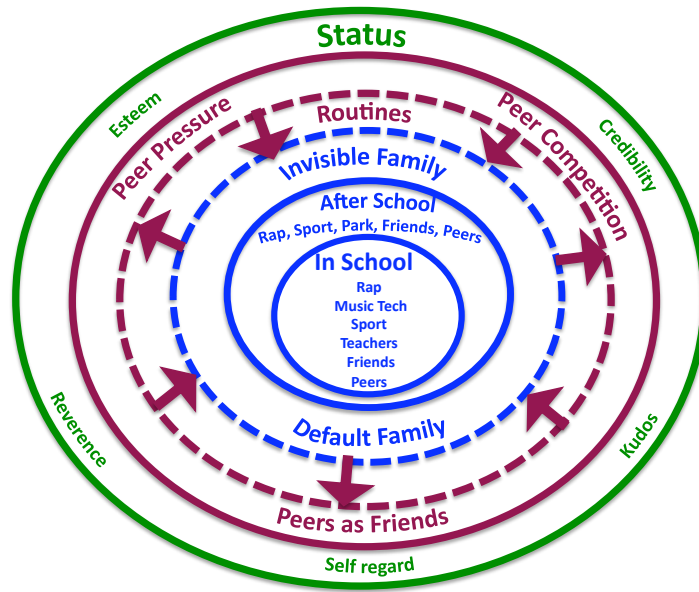 Status
Esteem
Credibility
Peer Pressure
Routines
Peer Competition
Invisible Family
After School
Rap, Sport, Park, Friends, Peers
In School
Rap
Music Tech
Sport
Teachers
Friends
Peers
Default Family
Reverence
Kudos
Peers as Friends
Self regard